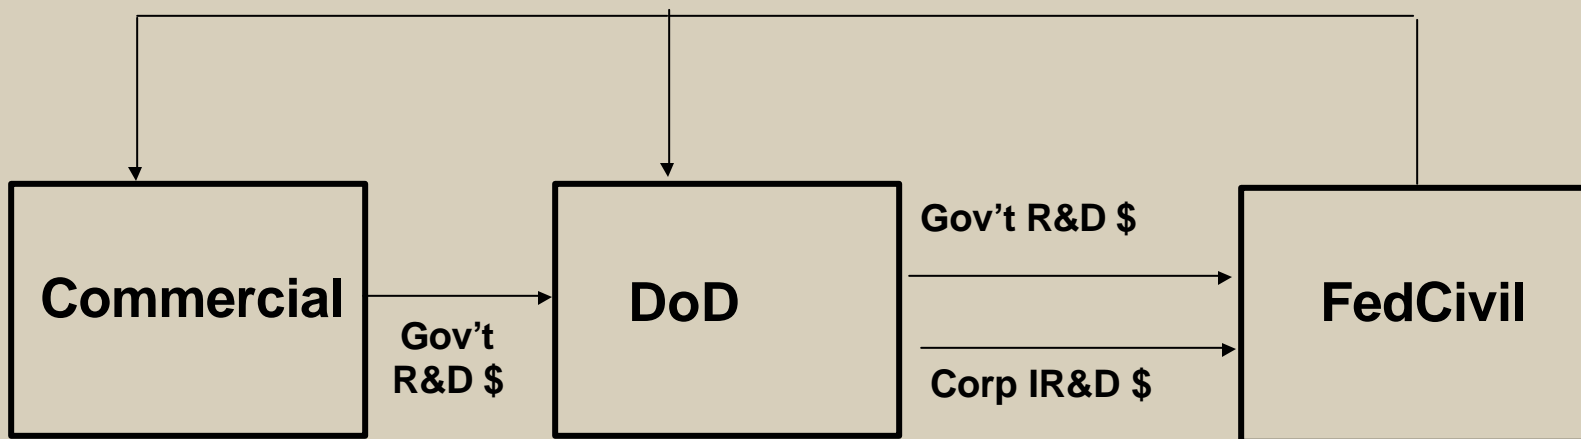 Commercial
Gov’t
R&D $
DoD
Gov’t R&D $
Corp IR&D $
FedCivil